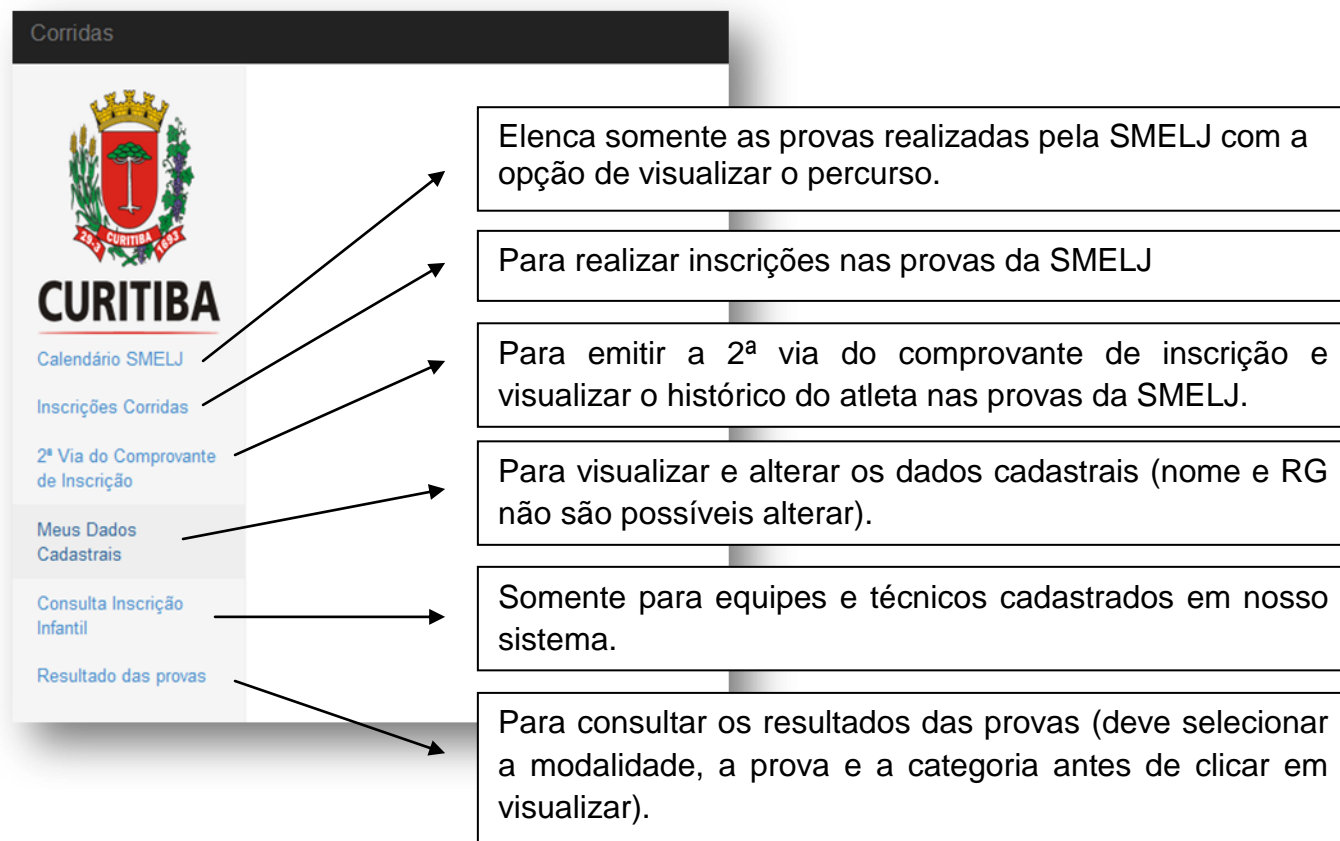 Corridas
29-3
CURITIBA
1693
CURITIBA
Calendário SMELJ
Inscrições Corridas
2ª Via do Comprovante
de Inscrição
Meus Dados
Cadastrais
Consulta Inscrição
Infantil
Resultado das provas
Elenca somente as provas realizadas pela SMELJ com a
opção de visualizar o percurso.
Para realizar inscrições nas provas da SMELJ
Para emitir a 2ª via do comprovante de inscrição e
visualizar o histórico do atleta nas provas da SMELJ.
Para visualizar e alterar os dados cadastrais (nome e RG
não são possíveis alterar).
Somente para equipes e técnicos cadastrados em nosso
sistema.
Para consultar os resultados das provas (deve selecionar
a modalidade, a prova e a categoria antes de clicar em
visualizar).